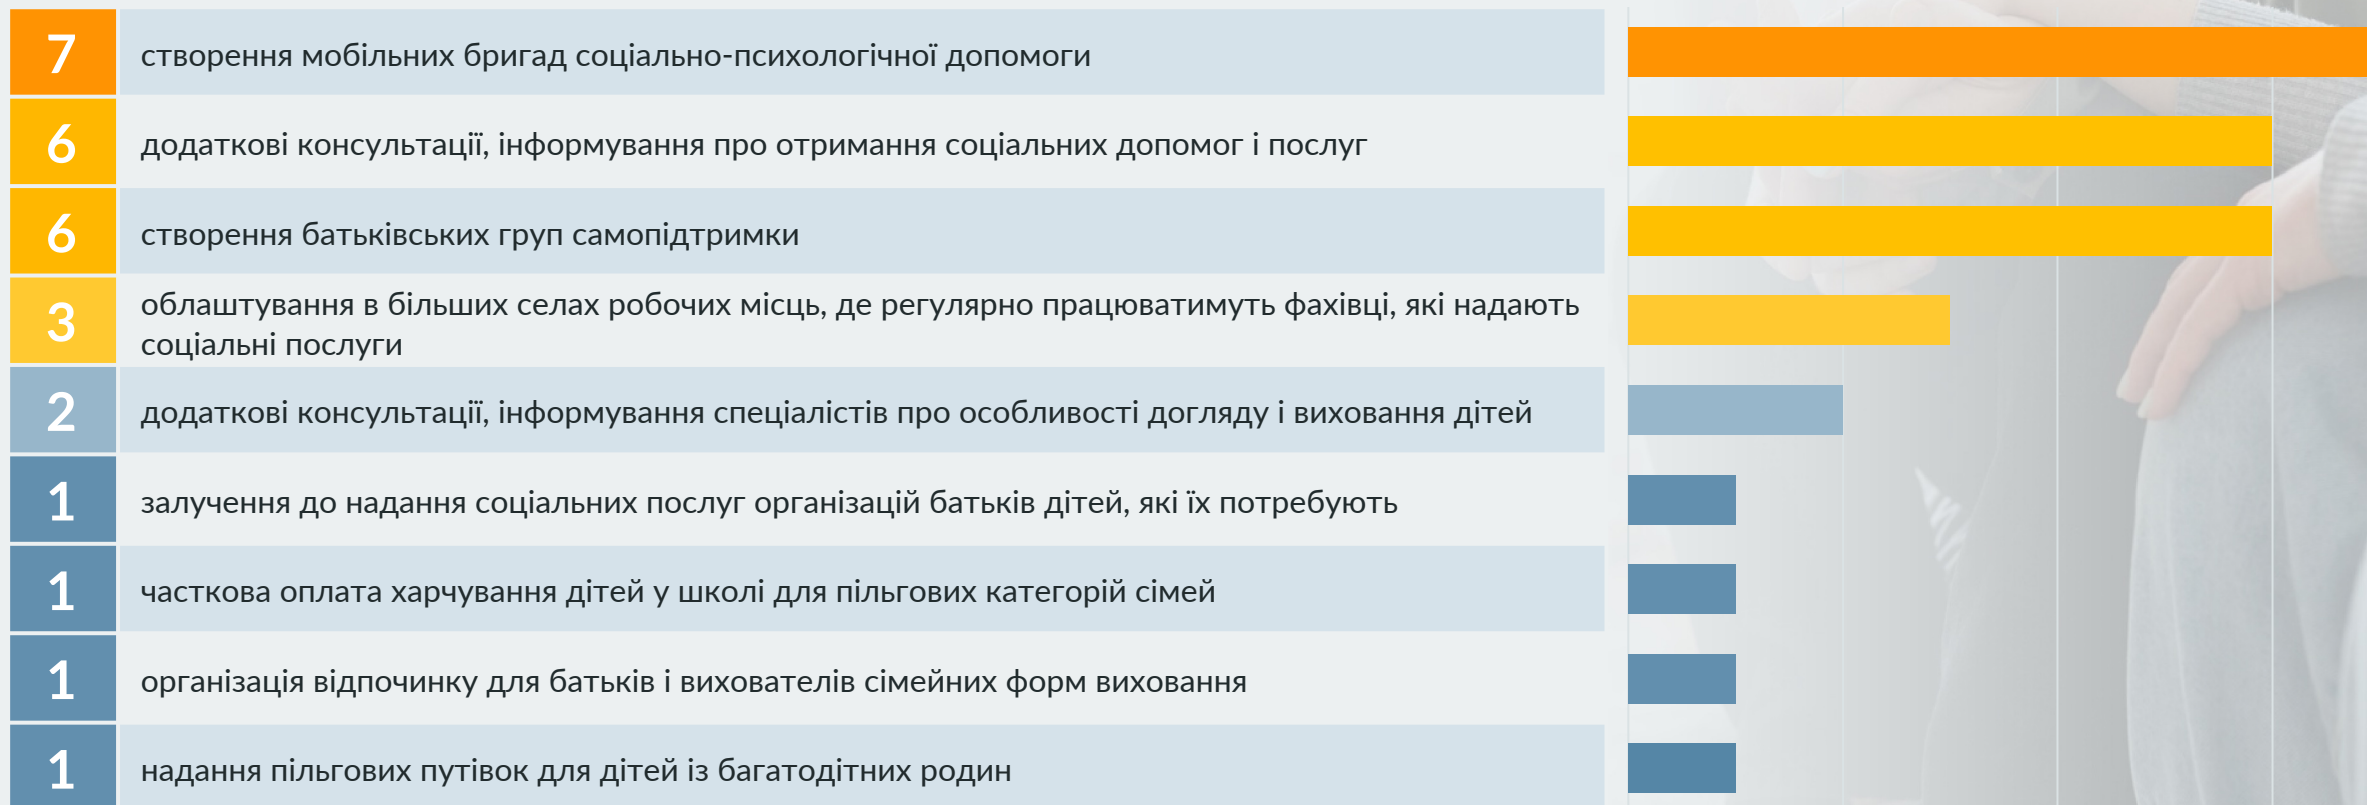 7
створення мобільних бригад соціально-психологічної допомоги
6
додаткові консультації, інформування про отримання соціальних допомог і послуг
6
створення батьківських груп самопідтримки
3
облаштування в більших селах робочих місць, де регулярно працюватимуть фахівці, які надають
соціальні послуги
2
додаткові консультації, інформування спеціалістів про особливості догляду і виховання дітей
1
залучення до надання соціальних послуг організацій батьків дітей, які їх потребують
1
часткова оплата харчування дітей у школі для пільгових категорій сімей
1
організація відпочинку для батьків і вихователів сімейних форм виховання
1
надання пільгових путівок для дітей із багатодітних родин